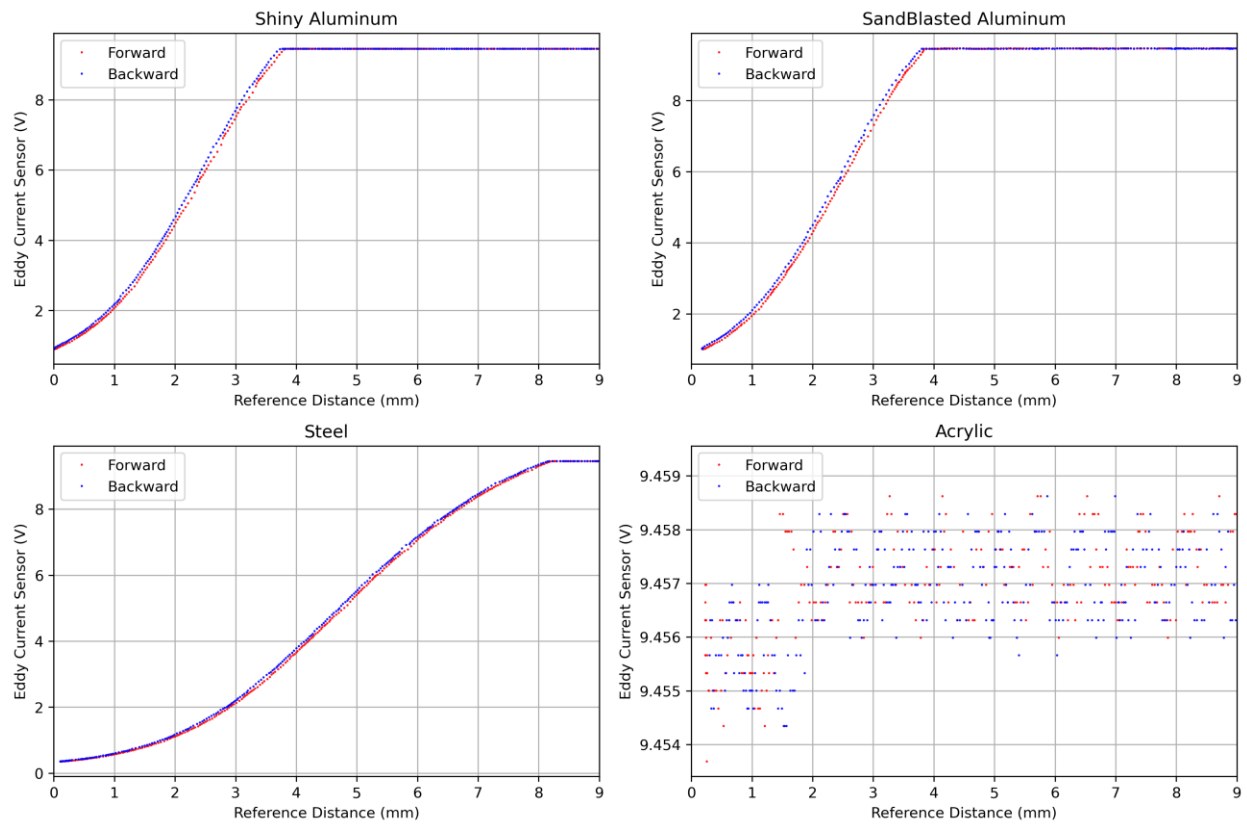 Shiny Aluminum
Eddy Current Sensor (V)
8
6
4
2
Forward
Backward
0 1 2 3 4 5 6 7 8 9
Reference Distance (mm)
SandBlasted Aluminum
Eddy Current Sensor (V)
8
6
4
2
Forward
Backward
0 1 2 3 4 5 6 7 8 9
Reference Distance (mm)
Steel
Eddy Current Sensor (V)
8
6
4
2
0
Forward
Backward
0 1 2 3 4 5 6 7 8 9
Reference Distance (mm)
Acrylic
Eddy Current Sensor (V)
9.459
9.458
9.457
9.456
9.455
9.454
Forward
Backward
0 1 2 3 4 5 6 7 8 9
Reference Distance (mm)